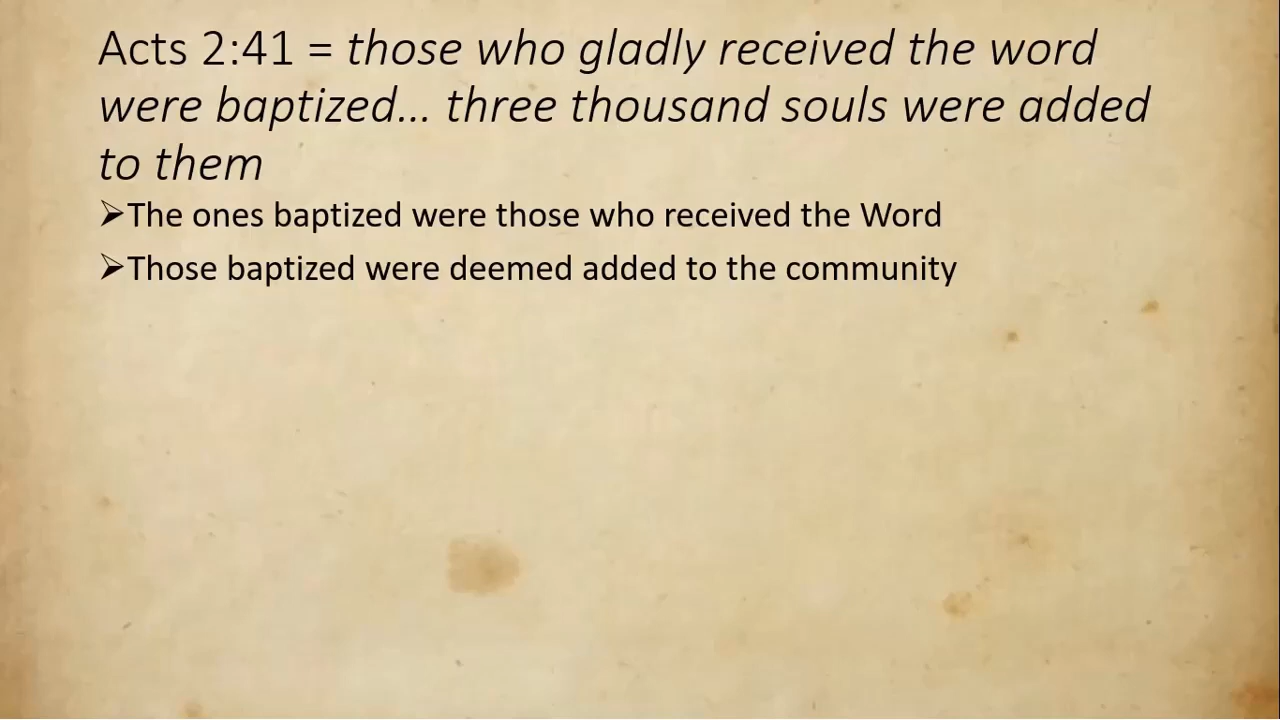 Acts 2:41 = those who gladly received the word
were baptized... three thousand souls were added
to them
➢The ones baptized were those who received the Word
➢Those baptized were deemed added to the community